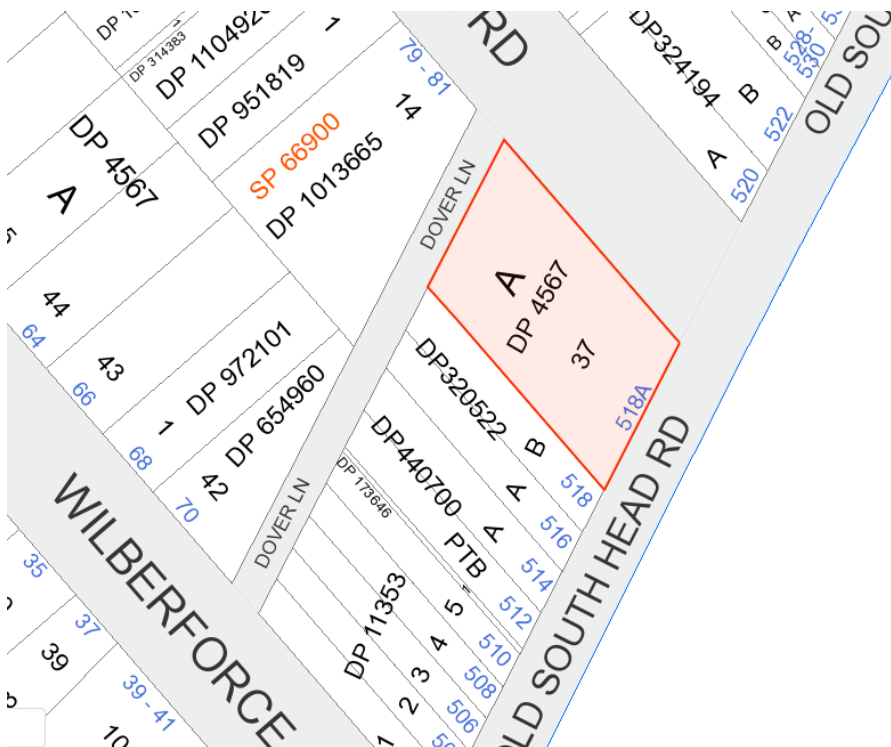 RD
DP 951819
1
79 - 81
14
DP 314383
SP 66900
DP 1013665
DP 4567
A
DP324194
B
A
B
A
528-
530
522
520
OLD SOU
DOVER LN
A
DP 4567
37
518A
44
64
43
66
1
DP 972101
68
DP 654960
42
70
DP320522
B
518
A
516
DP440700
A
514
DP 173646
PTB
512
DOVER LN
DP 11353
5
510
4
508
3
506
2
1
OLD SOUTH HEAD RD
WILBERFORCE
35
37
39
39 - 41
10